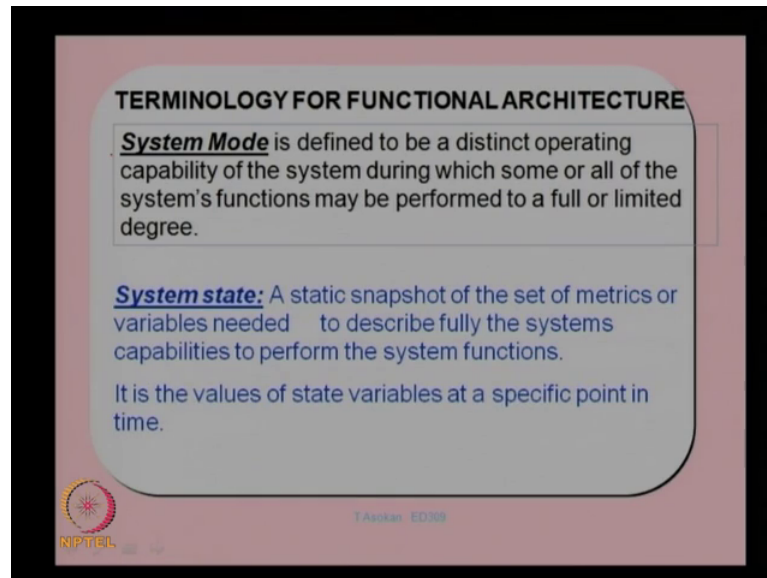 TERMINOLOGY FOR FUNCTIONAL ARCHITECTURE
System Mode is defined to be a distinct operating
capability of the system during which some or all of the
system's functions may be performed to a full or limited
degree.
System state: A static snapshot of the set of metrics or
variables needed to describe fully the systems
capabilities to perform the system functions.
It is the values of state variables at a specific point in
time.
T Asokan ED309
NPTEL